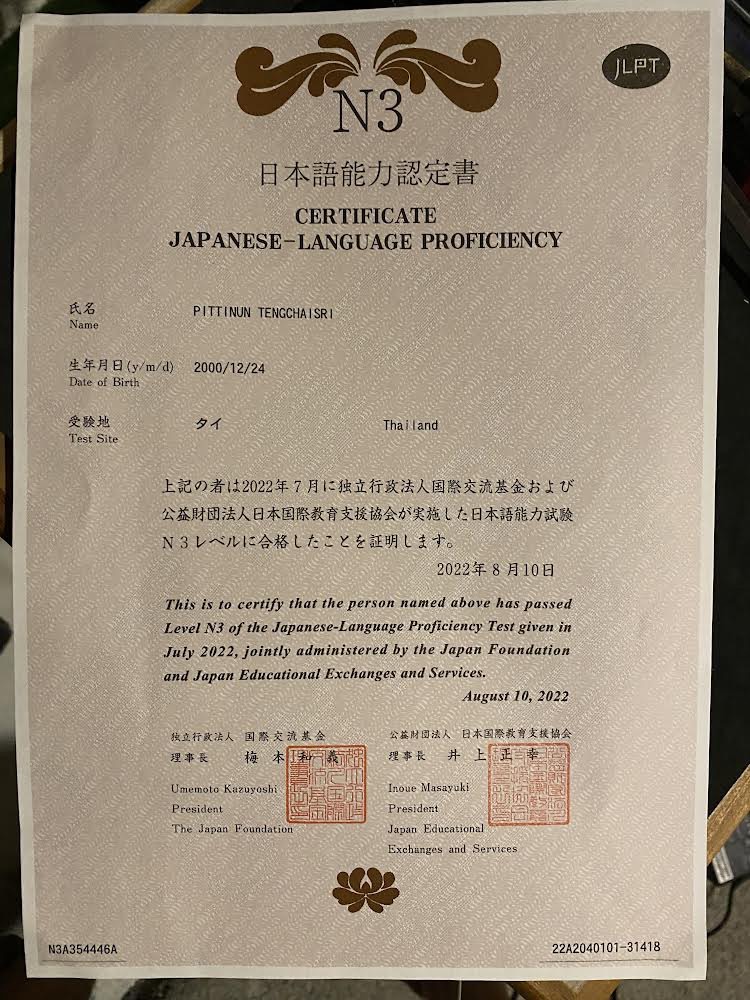 JLPT
N3
日本語能力認定書
CERTIFICATE
JAPANESE-LANGUAGE PROFICIENCY
氏名 PITTINUN TENGCHAISRI
Name
生年月日(y/m/d) 2000/12/24
Date of Birth
受験地 タイ Thailand
Test Site
上記の者は2022年7月に独立行政法人国際交流基金および
公益財団法人日本国際教育支援協会が実施した日本語能力試験
N3レベルに合格したことを証明します。
2022年8月10日
This is to certify that the person named above has passed
Level N3 of the Japanese-Language Proficiency Test given in
July 2022, jointly administered by the Japan Foundation
and Japan Educational Exchanges and Services.
August 10, 2022
独立行政法人 国際交流基金
理事長 梅本和義
Umemoto Kazuyoshi
President
The Japan Foundation
公益財団法人 日本国際教育支援協会
理事長 井上正幸
Inoue Masayuki
President
Japan Educational
Exchanges and Services
N3A354446A 22A2040101-31418